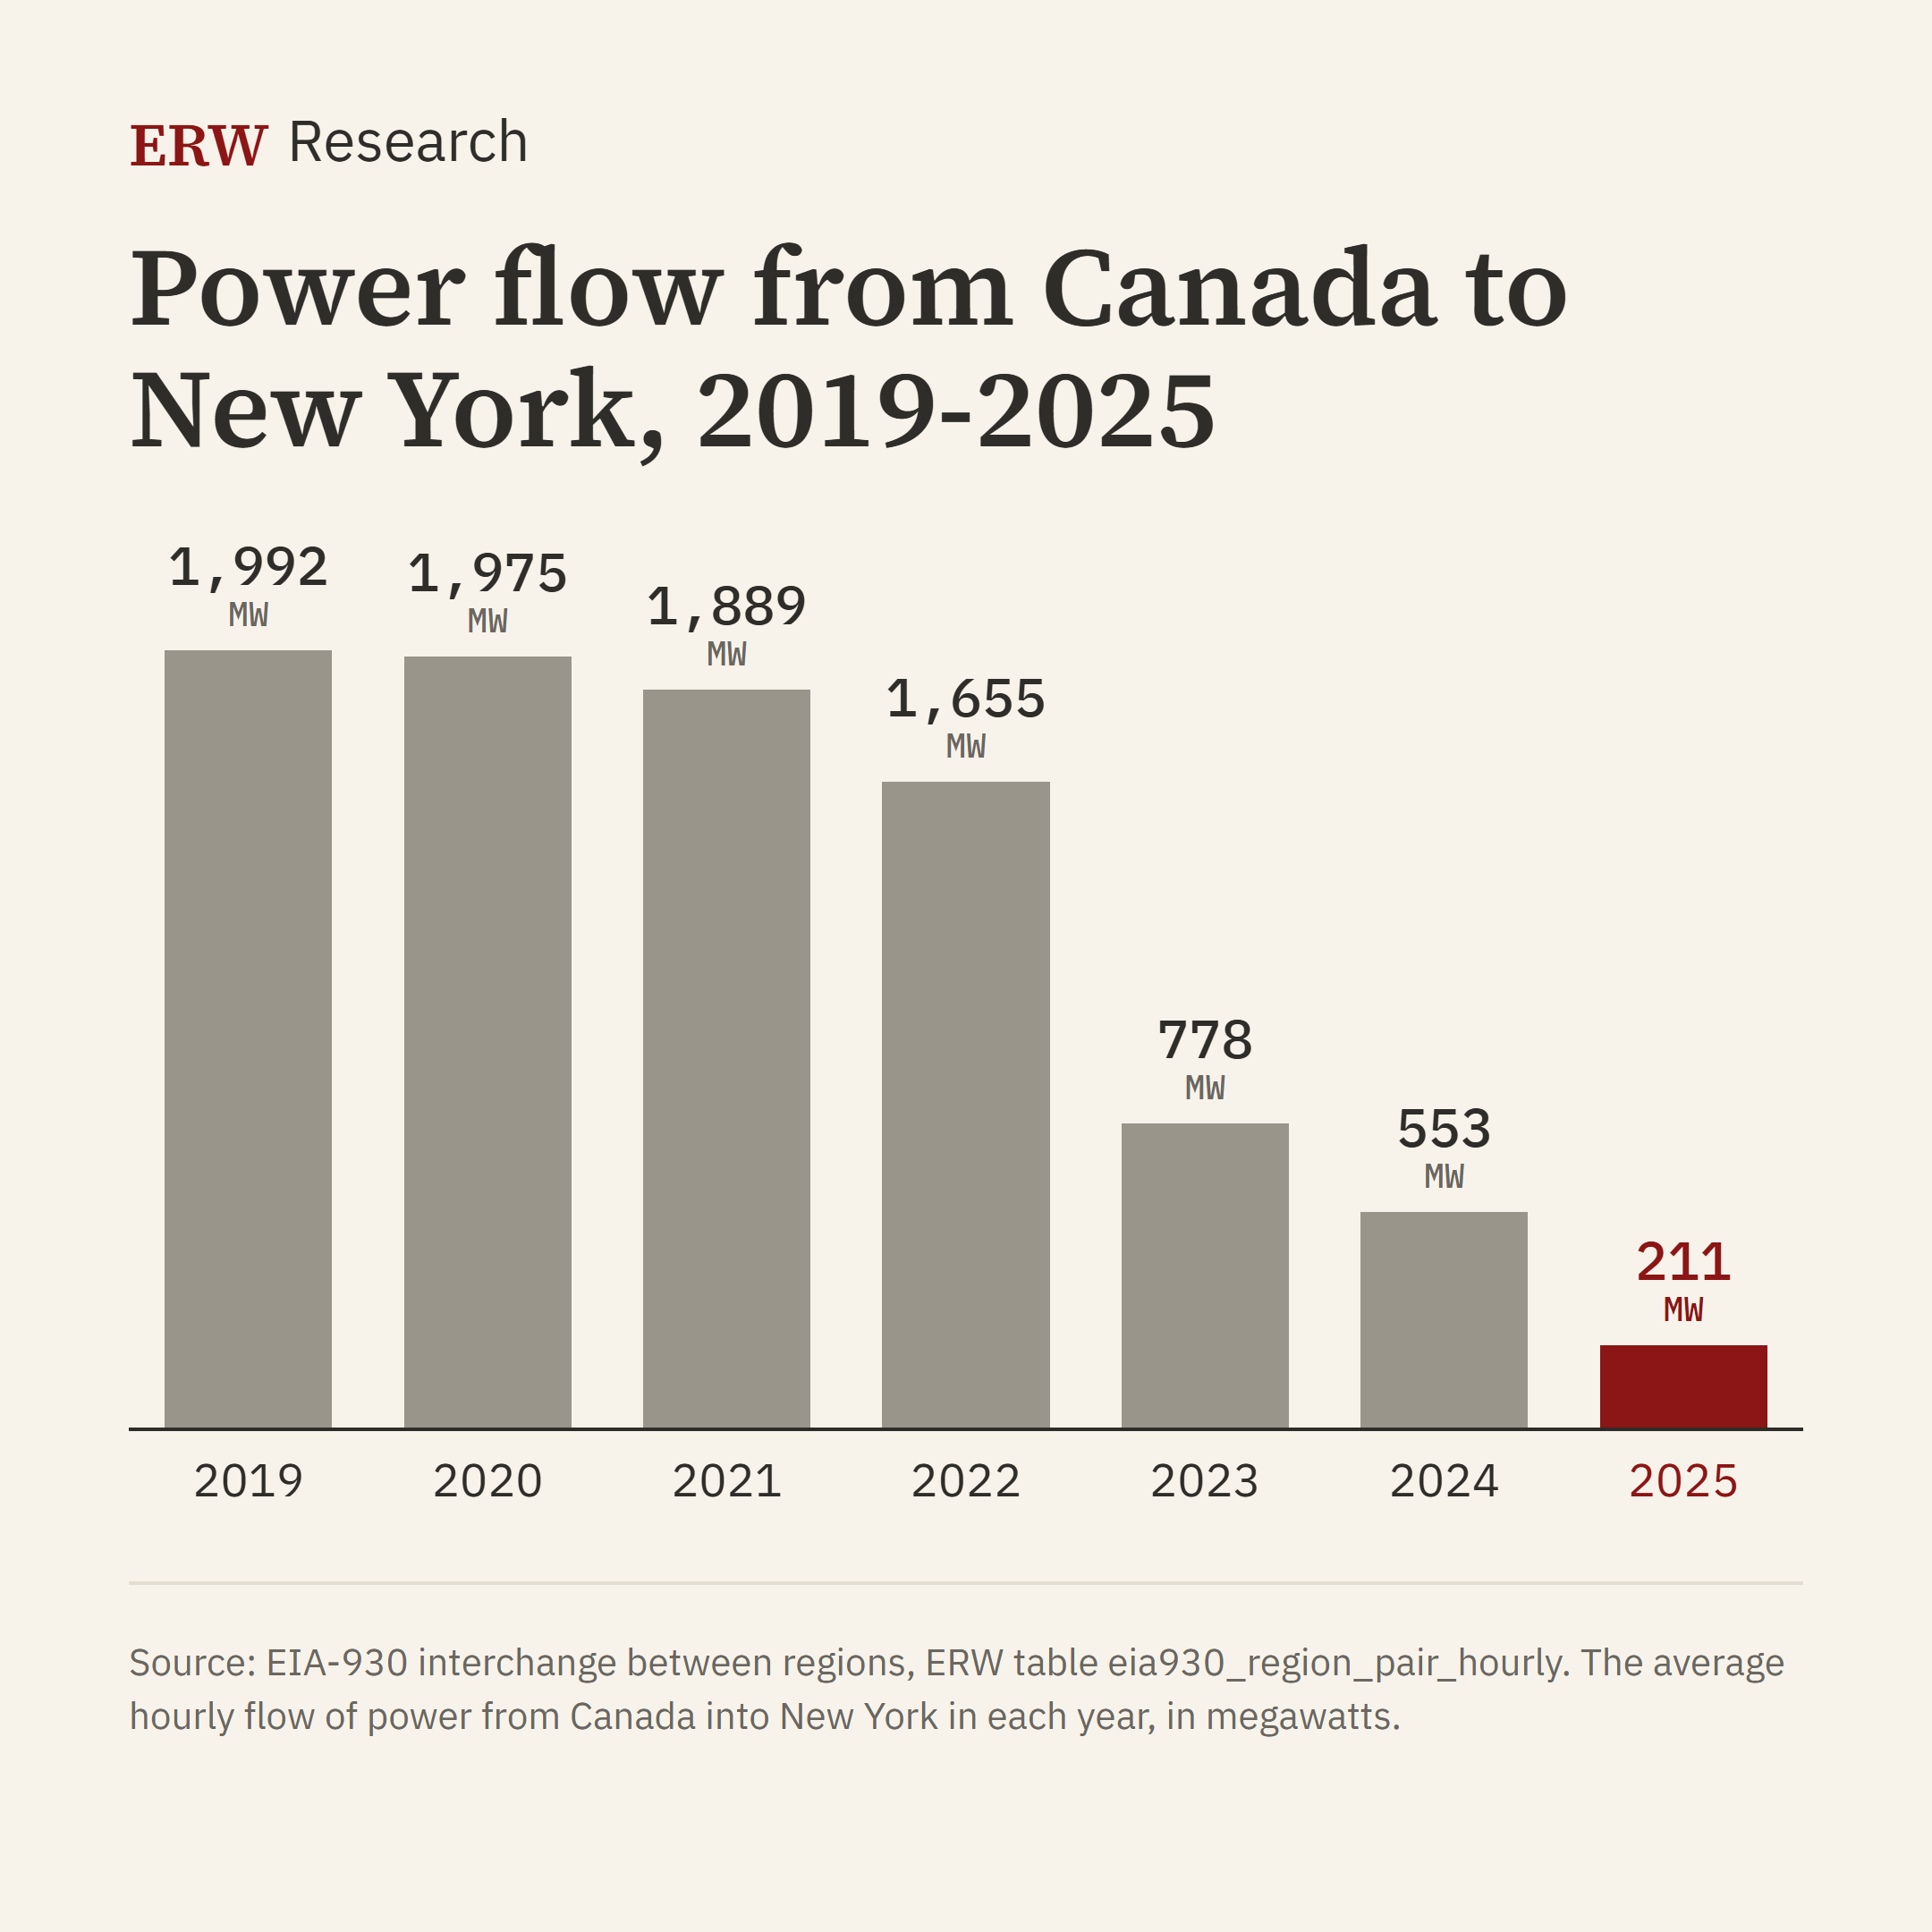 ERW Research
Power flow from Canada to
New York, 2019-2025
1,992
MW
1,975
MW
1,889
MW
1,655
MW
778
MW
553
MW
211
MW
2019 2020 2021 2022 2023 2024 2025
Source: EIA-930 interchange between regions, ERW table eia930_region_pair_hourly. The average
hourly flow of power from Canada into New York in each year, in megawatts.